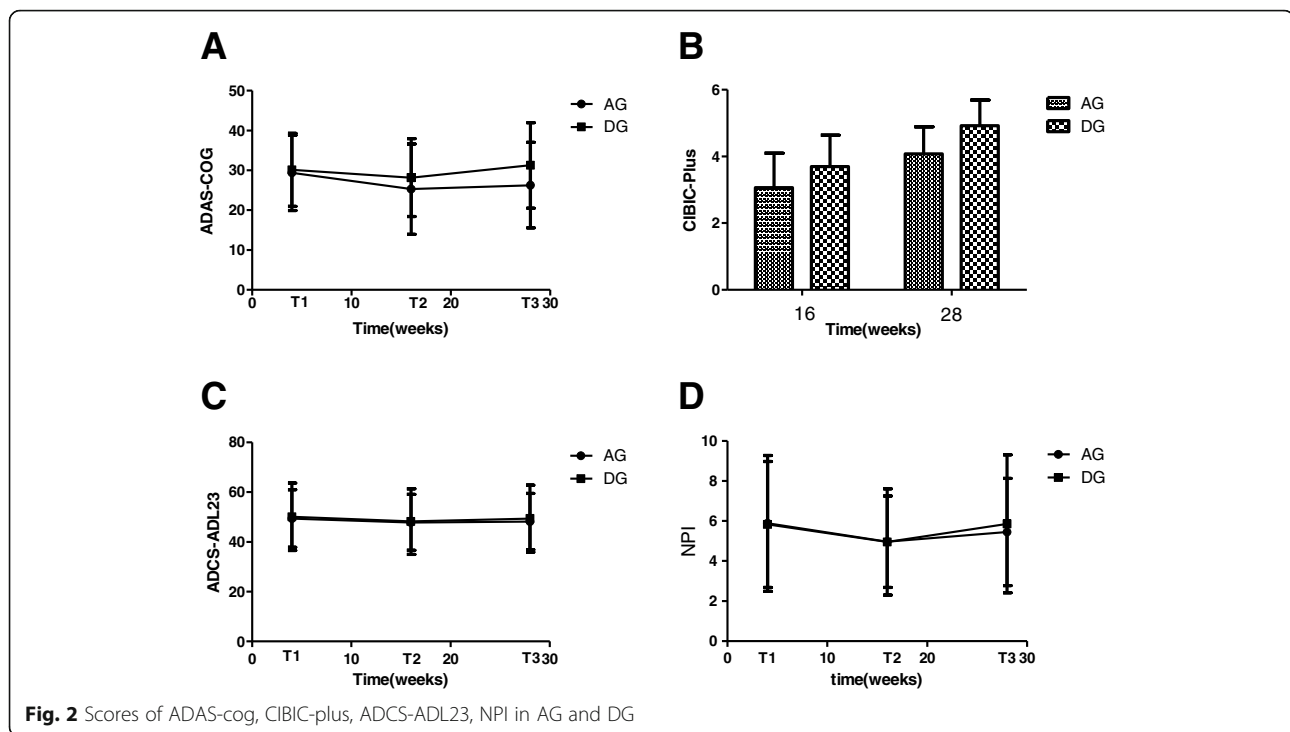 A
50
40
30
20
10
0
ADAS-COG
0 T1 10 T2 20 T3 30
Time(weeks)
AG
DG
B
6
4
2
0
CIBIC-Plus
16 28
Time(weeks)
AG
DG
C
80
60
40
20
0
ADCS-ADL23
0 T1 10 T2 20 T3 30
Time(weeks)
AG
DG
D
10
8
6
4
2
0
NPI
0 T1 10 T2 20 T3 30
time(weeks)
AG
DG
Fig. 2 Scores of ADAS-cog, CIBIC-plus, ADCS-ADL23, NPI in AG and DG